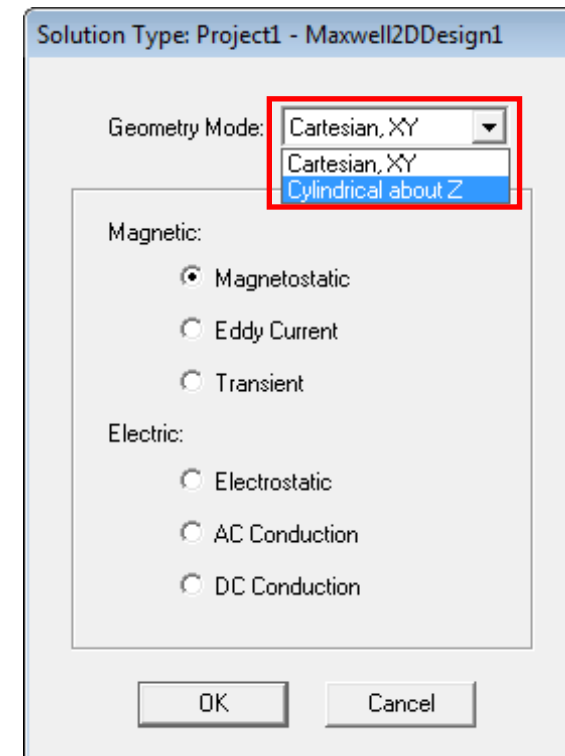 Solution Type: Project1 - Maxwell2DDesign1
Geometry Mode: Cartesian, XY
Cartesian, XY
Cylindrical about Z
Magnetic:
Magnetostatic
Eddy Current
Transient
Electric:
Electrostatic
AC Conduction
DC Conduction
OK Cancel